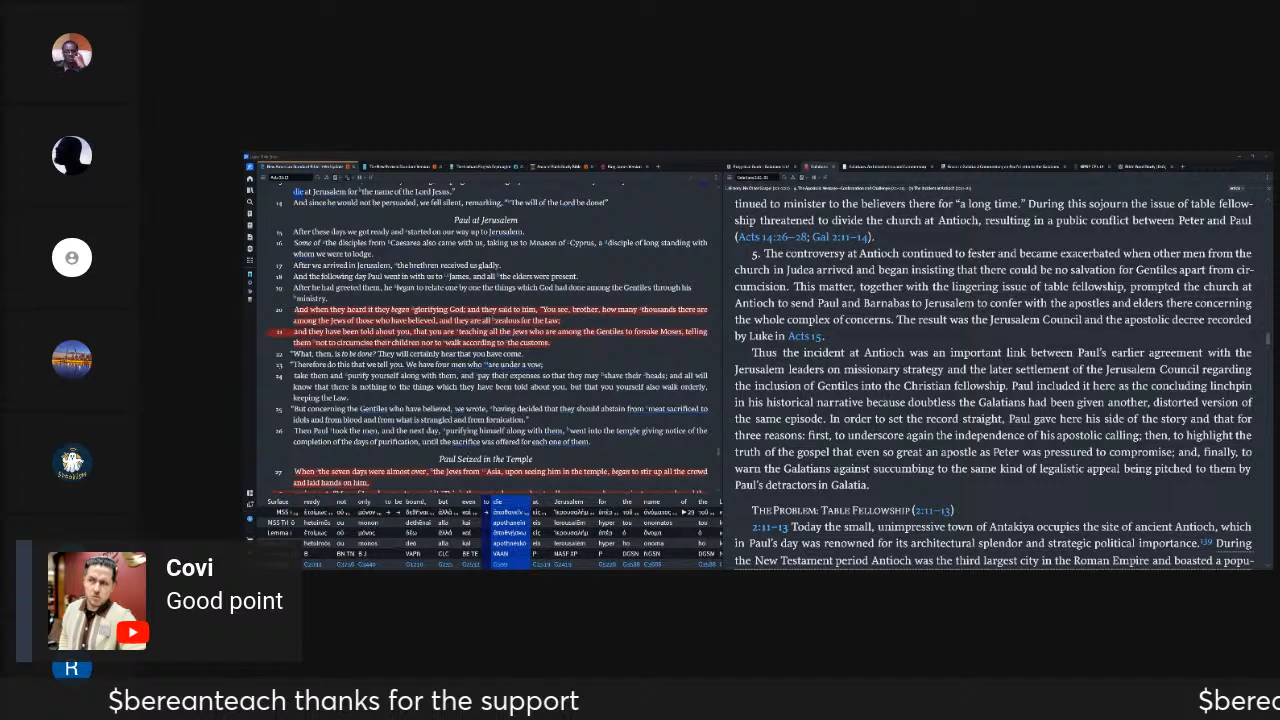 die at Jerusalem for the name of the Lord Jesus."
14 And since he would not be persuaded, we fell silent, remarking, "The will of the Lord be done!"
Paul at Jerusalem
15 After these days we got ready and started on our way up to Jerusalem.
16 Some of the disciples from Caesarea also came with us, taking us to Mnason of Cyprus, a disciple of long standing with
whom we were to lodge.
17 After we arrived in Jerusalem, the brethren received us gladly.
18 And the following day Paul went in with us to James, and all the elders were present.
19 After he had greeted them, he began to relate one by one the things which God had done among the Gentiles through his
ministry.
20 And when they heard it they began glorifying God; and they said to him, "You see, brother, how many thousands there are
among the Jews of those who have believed, and they are all zealous for the Law;
21 and they have been told about you, that you are teaching all the Jews who are among the Gentiles to forsake Moses, telling
them not to circumcise their children nor to walk according to the customs.
22 "What, then, is to be done? They will certainly hear that you have come.
23 "Therefore do this that we tell you. We have four men who are under a vow;
24 take them and purify yourself along with them, and pay their expenses so that they may shave their heads; and all will
know that there is nothing to the things which they have been told about you, but that you yourself also walk orderly,
keeping the Law.
25 "But concerning the Gentiles who have believed, we wrote, having decided that they should abstain from meat sacrificed to
idols and from blood and from what is strangled and from fornication."
26 Then Paul took the men, and the next day, purifying himself along with them, went into the temple giving notice of the
completion of the days of purification, until the sacrifice was offered for each one of them.
Paul Seized in the Temple
27 When the seven days were almost over, the Jews from Asia, upon seeing him in the temple, began to stir up all the crowd
and laid hands on him,
Surface ready not only to be bound, but even to die at Jerusalem for the name of the L
tinued to minister to the believers there for “a long time.” During this sojourn the issue of table fellow-
ship threatened to divide the church at Antioch, resulting in a public conflict between Peter and Paul
(Acts 14:26–28; Gal 2:11–14).
5. The controversy at Antioch continued to fester and became exacerbated when other men from the
church in Judea arrived and began insisting that there could be no salvation for Gentiles apart from cir-
cumcision. This matter, together with the lingering issue of table fellowship, prompted the church at
Antioch to send Paul and Barnabas to Jerusalem to confer with the apostles and elders there concerning
the whole complex of concerns. The result was the Jerusalem Council and the apostolic decree recorded
by Luke in Acts 15.
Thus the incident at Antioch was an important link between Paul’s earlier agreement with the
Jerusalem leaders on missionary strategy and the later settlement of the Jerusalem Council regarding
the inclusion of Gentiles into the Christian fellowship. Paul included it here as the concluding linchpin
in his historical narrative because doubtless the Galatians had been given another, distorted version of
the same episode. In order to set the record straight, Paul gave here his side of the story and that for
three reasons: first, to underscore again the independence of his apostolic calling; then, to highlight the
truth of the gospel that even so great an apostle as Peter was pressured to compromise; and, finally, to
warn the Galatians against succumbing to the same kind of legalistic appeal being pitched to them by
Paul’s detractors in Galatia.
THE PROBLEM: TABLE FELLOWSHIP (2:11–13)
2:11–13 Today the small, unimpressive town of Antakiya occupies the site of ancient Antioch, which
in Paul’s day was renowned for its architectural splendor and strategic political importance. 139 During
the New Testament period Antioch was the third largest city in the Roman Empire and boasted a popu-
Covi
Good point
R
$bereanteach thanks for the support
$berea